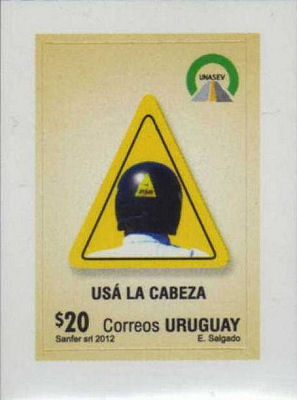 UNASEV
USÁ LA CABEZA
$20 Correos URUGUAY
Sanfer srl 2012 E. Salgado